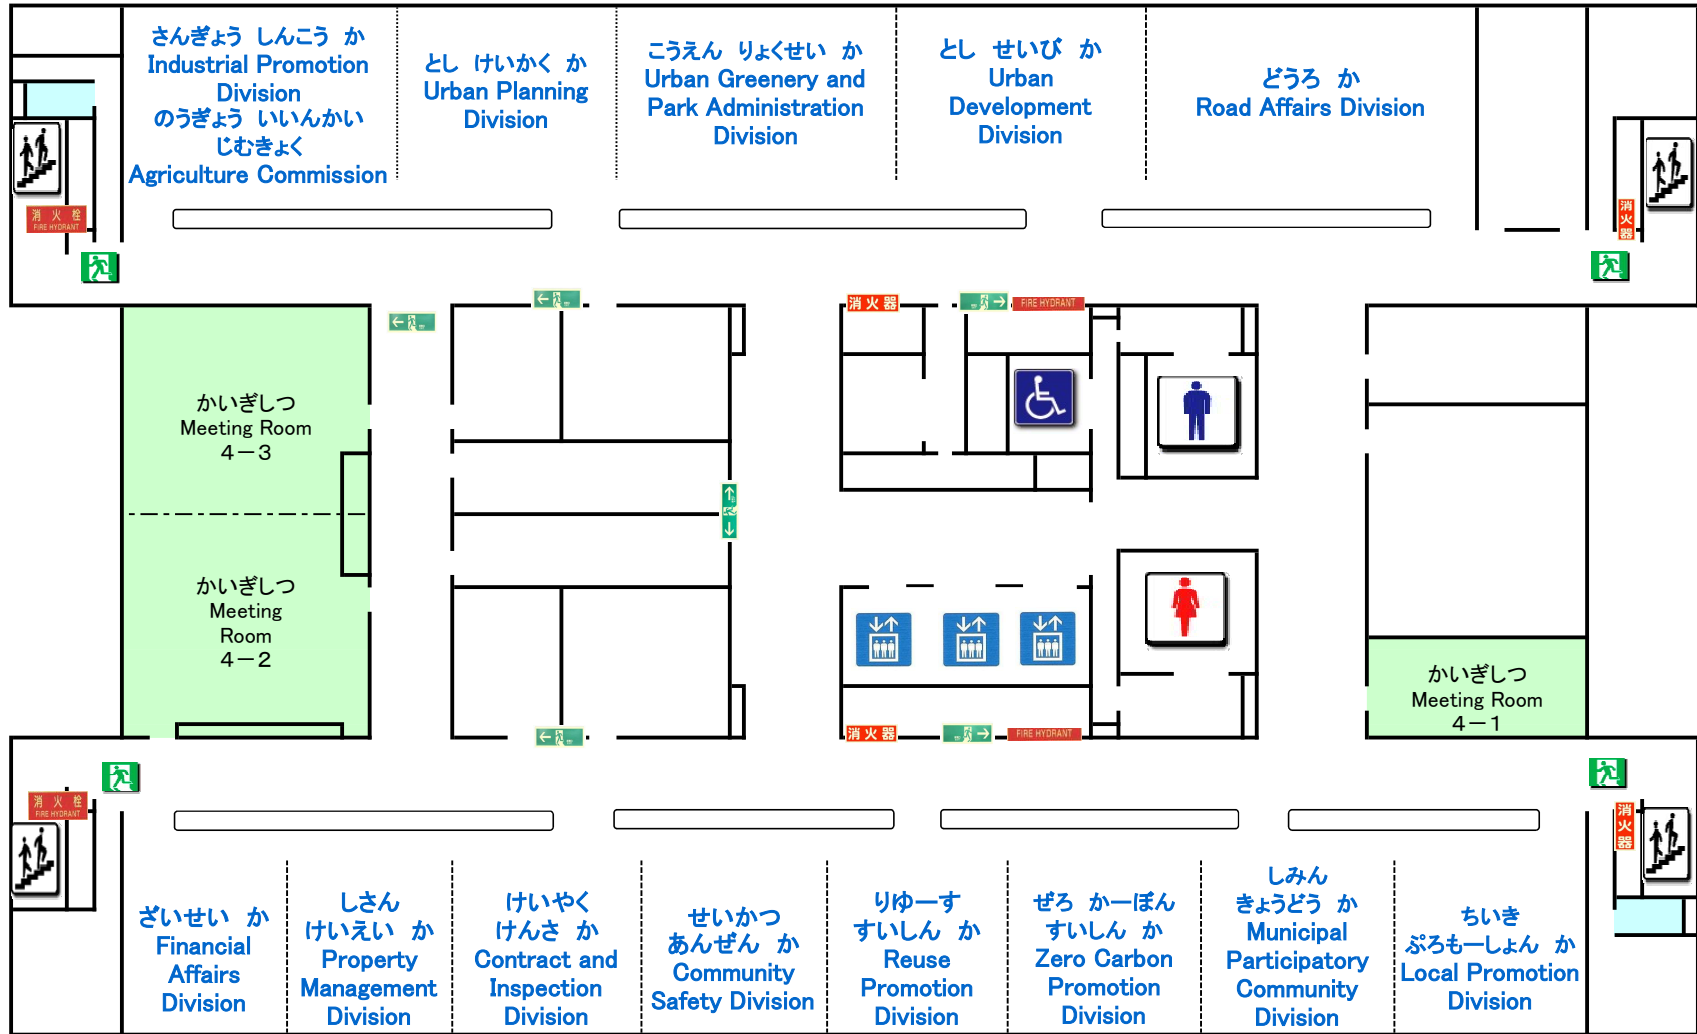 さんぎょう しんこう か
Industrial Promotion
Division
のうぎょう いいんかい
じむきょく
Agriculture Commission
とし けいかく か
Urban Planning
Division
こうえん りょくせい か
Urban Greenery and
Park Administration
Division
とし せいび か
Urban
Development
Division
どうろ か
Road Affairs Division
消火栓
FIRE HYDRANT
消火器
消火器
FIRE HYDRANT
かいぎしつ
Meeting Room
4－3
かいぎしつ
Meeting
Room
4－2
かいぎしつ
Meeting Room
4－1
消火器
FIRE HYDRANT
消火栓
FIRE HYDRANT
消火器
ざいせい か
Financial
Affairs
Division
しさん
けいえい か
Property
Management
Division
けいやく
けんさ か
Contract and
Inspection
Division
せいかつ
あんぜん か
Community
Safety Division
りゆーす
すいしん か
Reuse
Promotion
Division
ぜろ かーぼん
すいしん か
Zero Carbon
Promotion
Division
しみん
きょうどう か
Municipal
Participatory
Community
Division
ちいき
ぷろもーしょん か
Local Promotion
Division